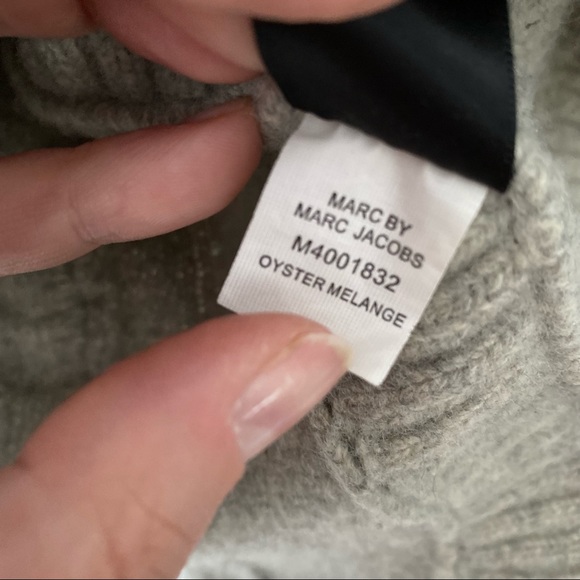 MARC BY
MARC JACOBS
M4001832
OYSTER MELANGE